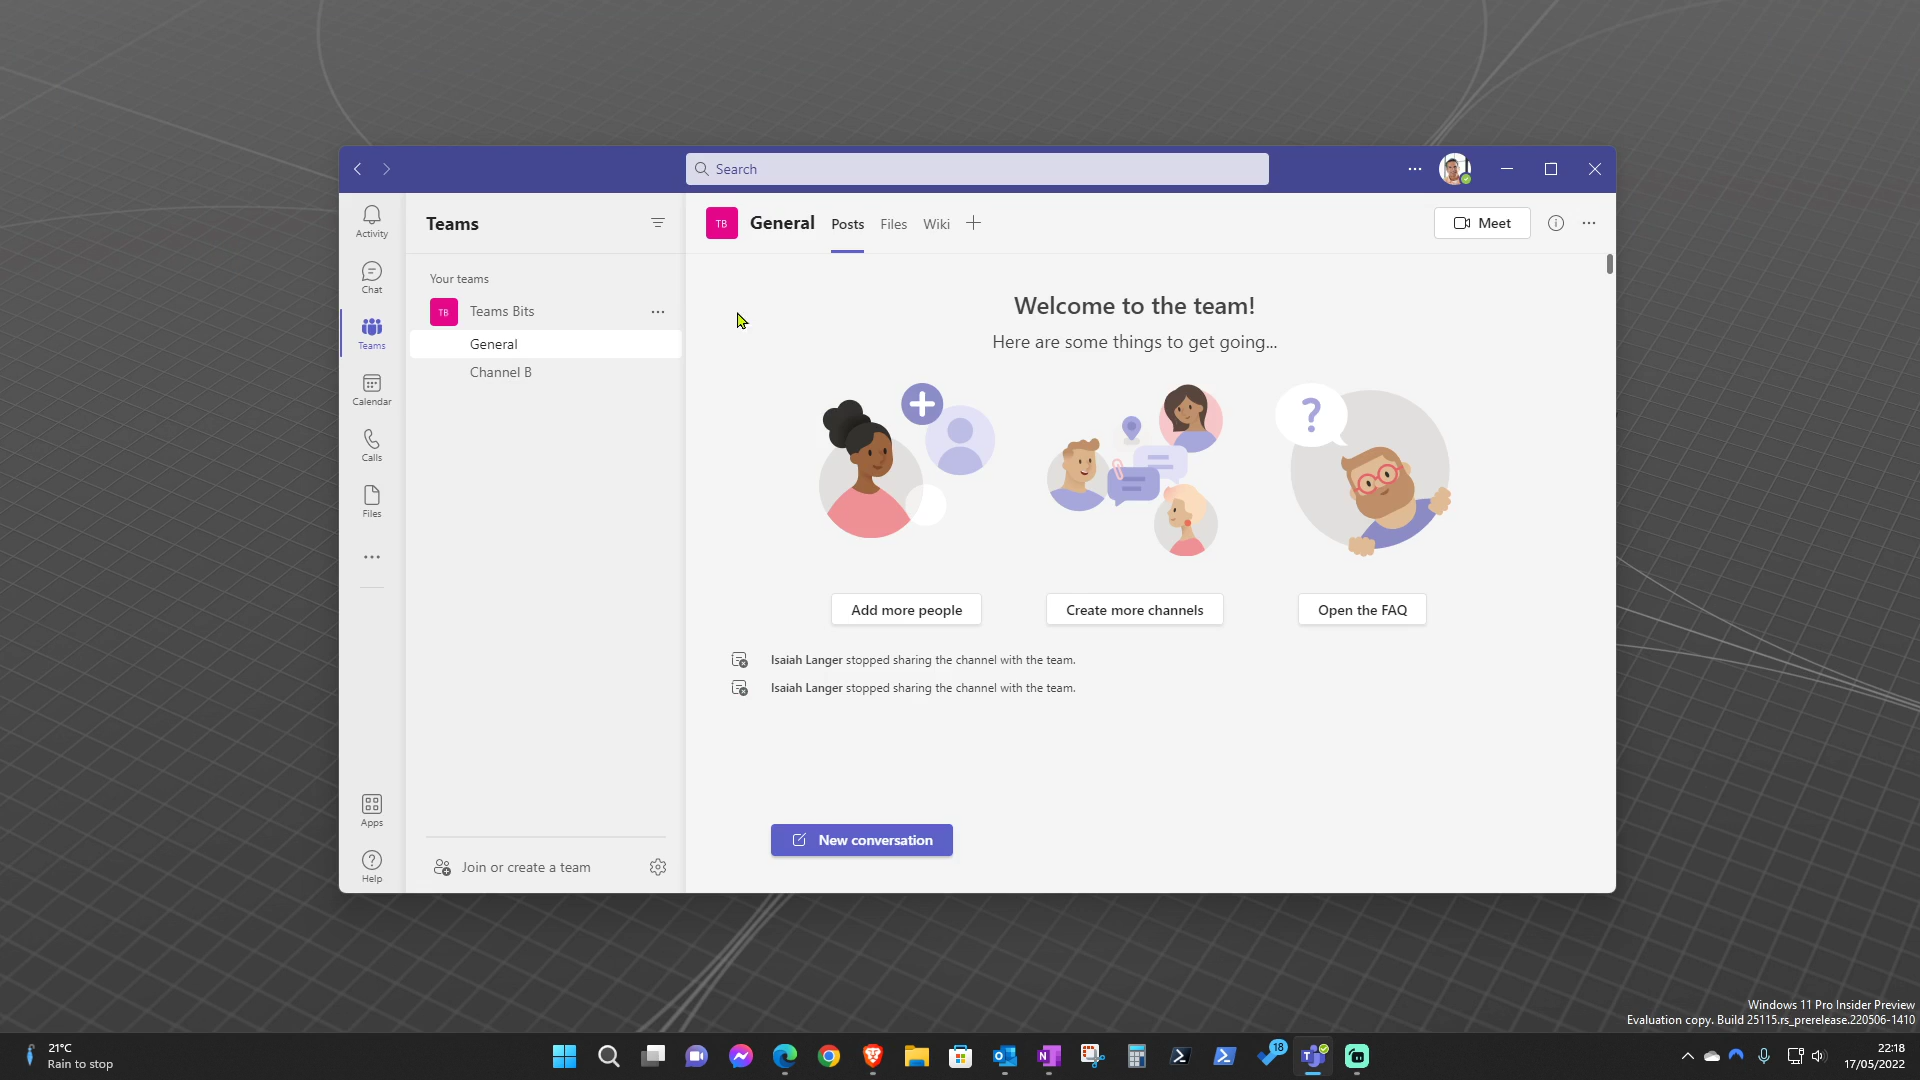 Search
Activity
Chat
Teams
Calendar
Calls
Files
Apps
Help
Teams
Your teams
TB Teams Bits
General
Channel B
Join or create a team
TB General Posts Files Wiki
Meet
Welcome to the team!
Here are some things to get going...
?
Add more people
Create more channels
Open the FAQ
Isaiah Langer stopped sharing the channel with the team.
Isaiah Langer stopped sharing the channel with the team.
New conversation
Windows 11 Pro Insider Preview
Evaluation copy. Build 25115.rs_prerelease.220506-1410
21°C
Rain to stop
18
22:18
17/05/2022